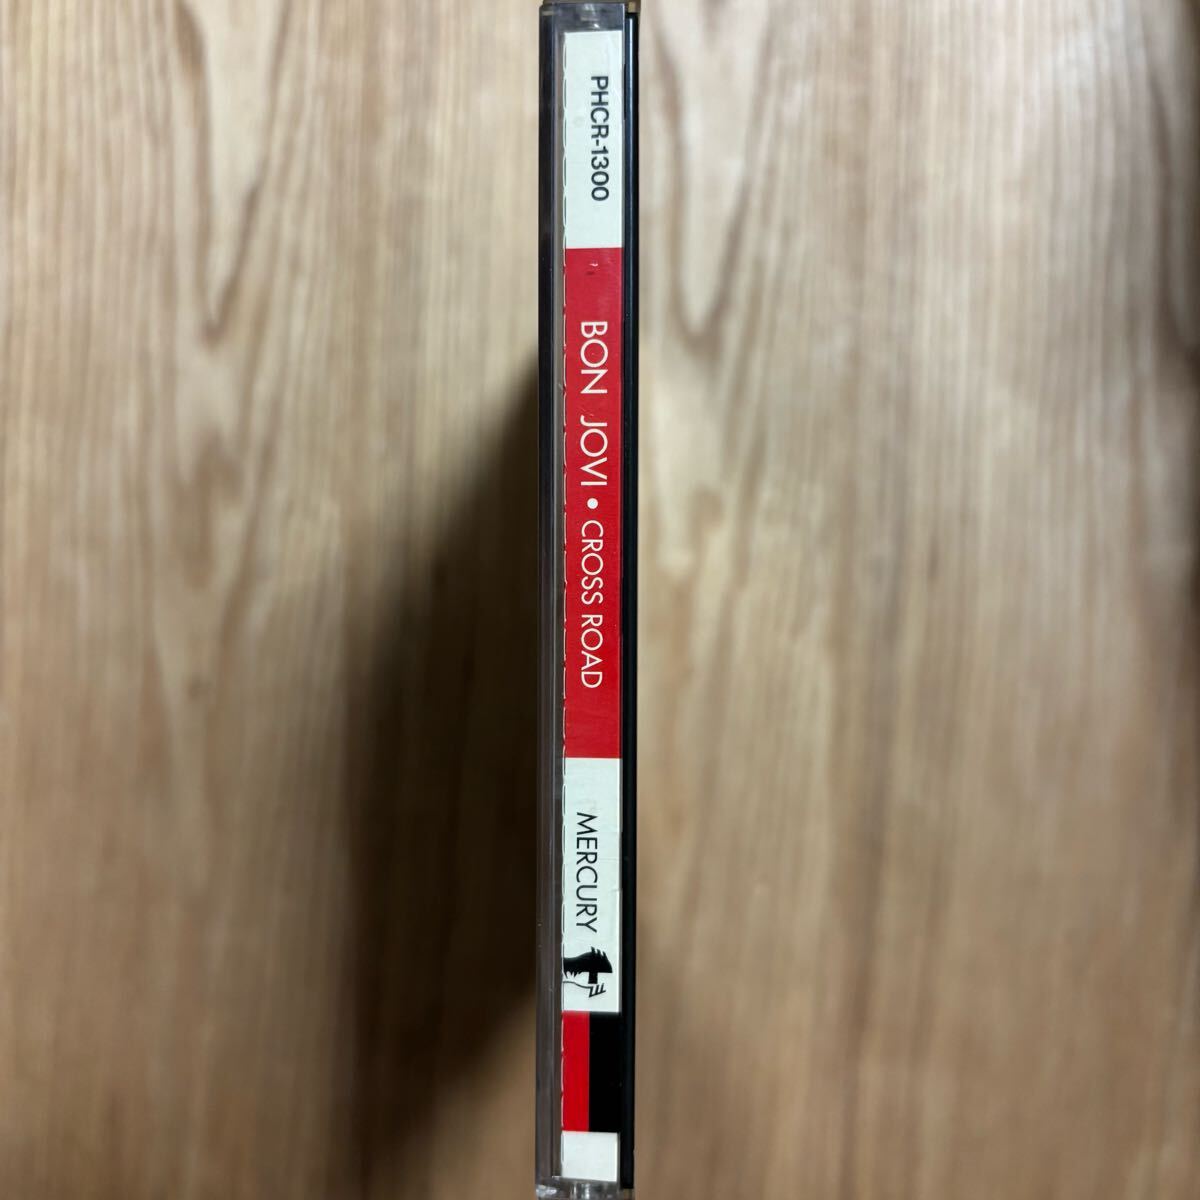 PHCR-1300
BON JOVI • CROSS ROAD
MERCURY